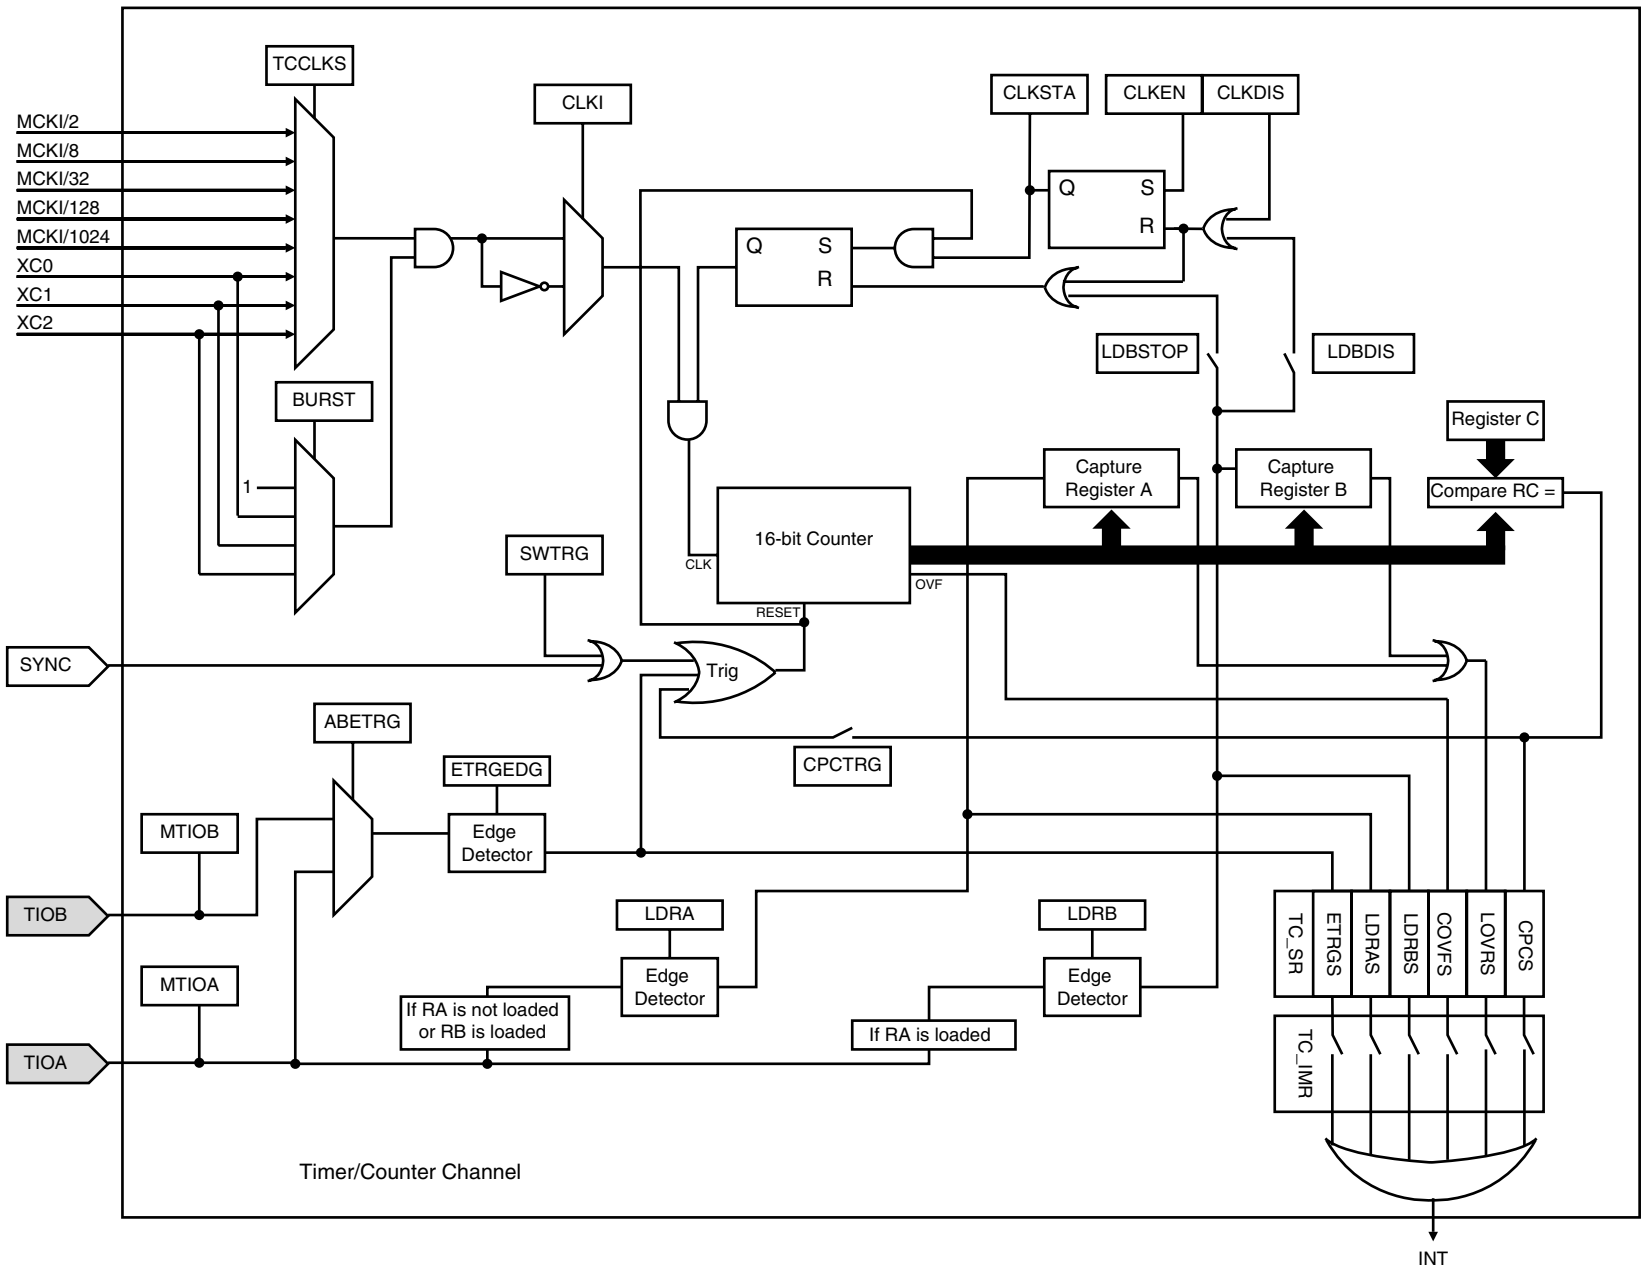 TCCLKS
CLKI
CLKSTA
CLKEN
CLKDIS
MCKI/2
MCKI/8
MCKI/32
MCKI/128
MCKI/1024
XC0
XC1
XC2
Q
S
R
Q
S
R
LDBSTOP
LDBDIS
BURST
1
Register C
Capture
Register A
Capture
Register B
Compare RC =
16-bit Counter
SWTRG
CLK
OVF
RESET
SYNC
Trig
ABETRG
CPCTRG
ETRGEDG
MTIOB
Edge
Detector
TIOB
LDRA
LDRB
TC_SR
ETRGS
LDRAS
LDRBS
COVFS
LOVRS
CPCS
MTIOA
Edge
Detector
Edge
Detector
If RA is not loaded
or RB is loaded
If RA is loaded
TIOA
TC_IMR
Timer/Counter Channel
INT